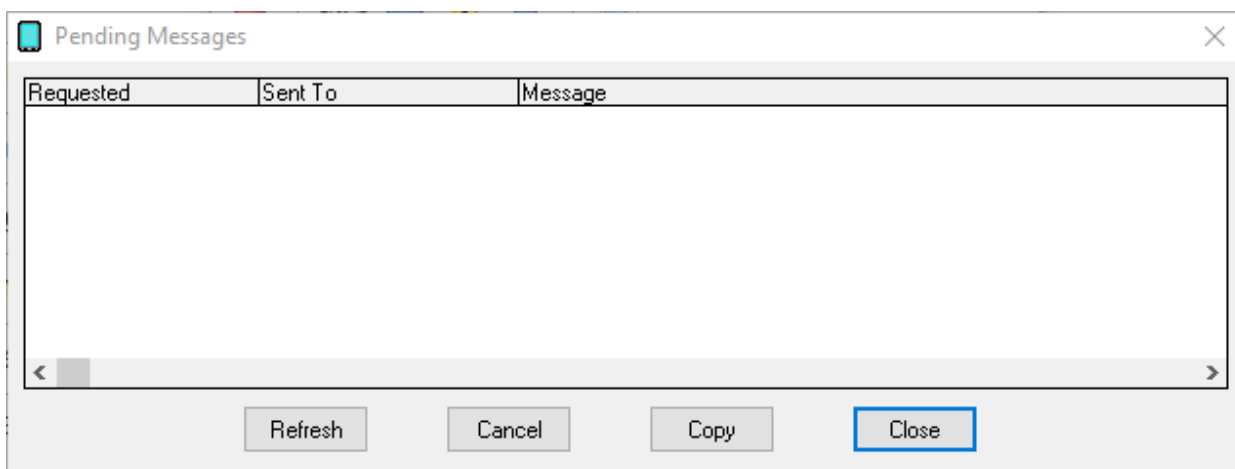 Pending Messages
Requested Sent To Message
Refresh Cancel Copy Close